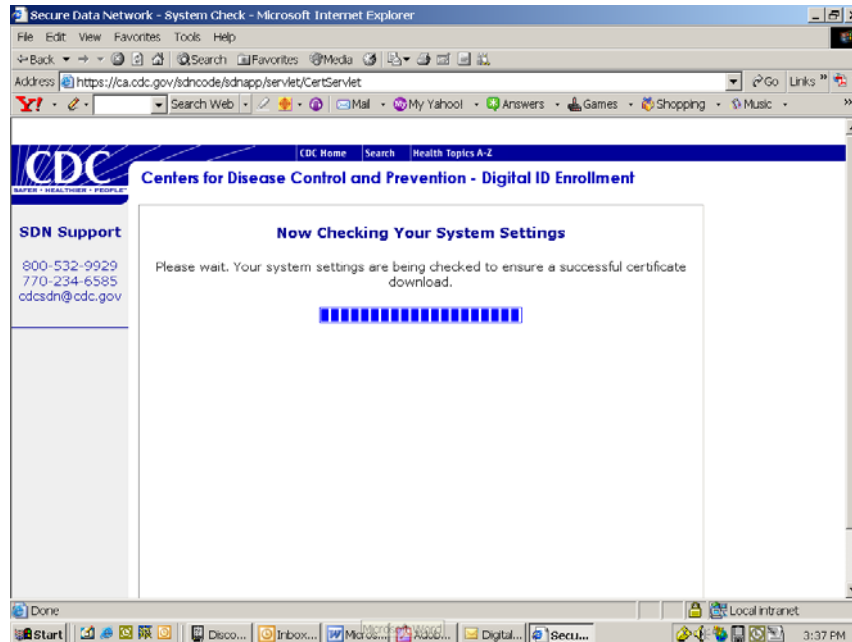 Secure Data Network - System Check - Microsoft Internet Explorer
File Edit View Favorites Tools Help
Back Search Favorites Media
Address https://ca.cdc.gov/sdncode/sdnapp/servlet/CertServlet Go Links »
Y! Search Web Mail My Yahoo! Answers Games Shopping Music »
CDC Home Search Health Topics A-Z
CDC
SAFER • HEALTHIER • PEOPLE™
Centers for Disease Control and Prevention - Digital ID Enrollment
SDN Support
800-532-9929
770-234-6585
cdcsdn@cdc.gov
Now Checking Your System Settings
Please wait. Your system settings are being checked to ensure a successful certificate
download.
Done Local intranet
Start Disco... Inbox... Micros... Digital... Secu... 3:37 PM